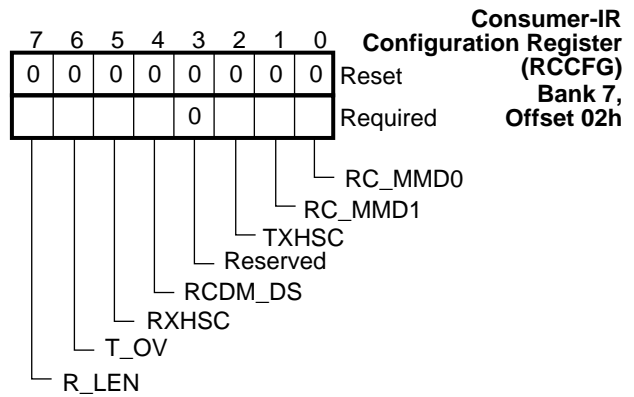 Consumer-IR
Configuration Register
(RCCFG)
Bank 7,
Offset 02h
7 6 5 4 3 2 1 0
0 0 0 0 0 0 0 0 Reset
0 Required
RC_MMD0
RC_MMD1
TXHSC
Reserved
RCDM_DS
RXHSC
T_OV
R_LEN